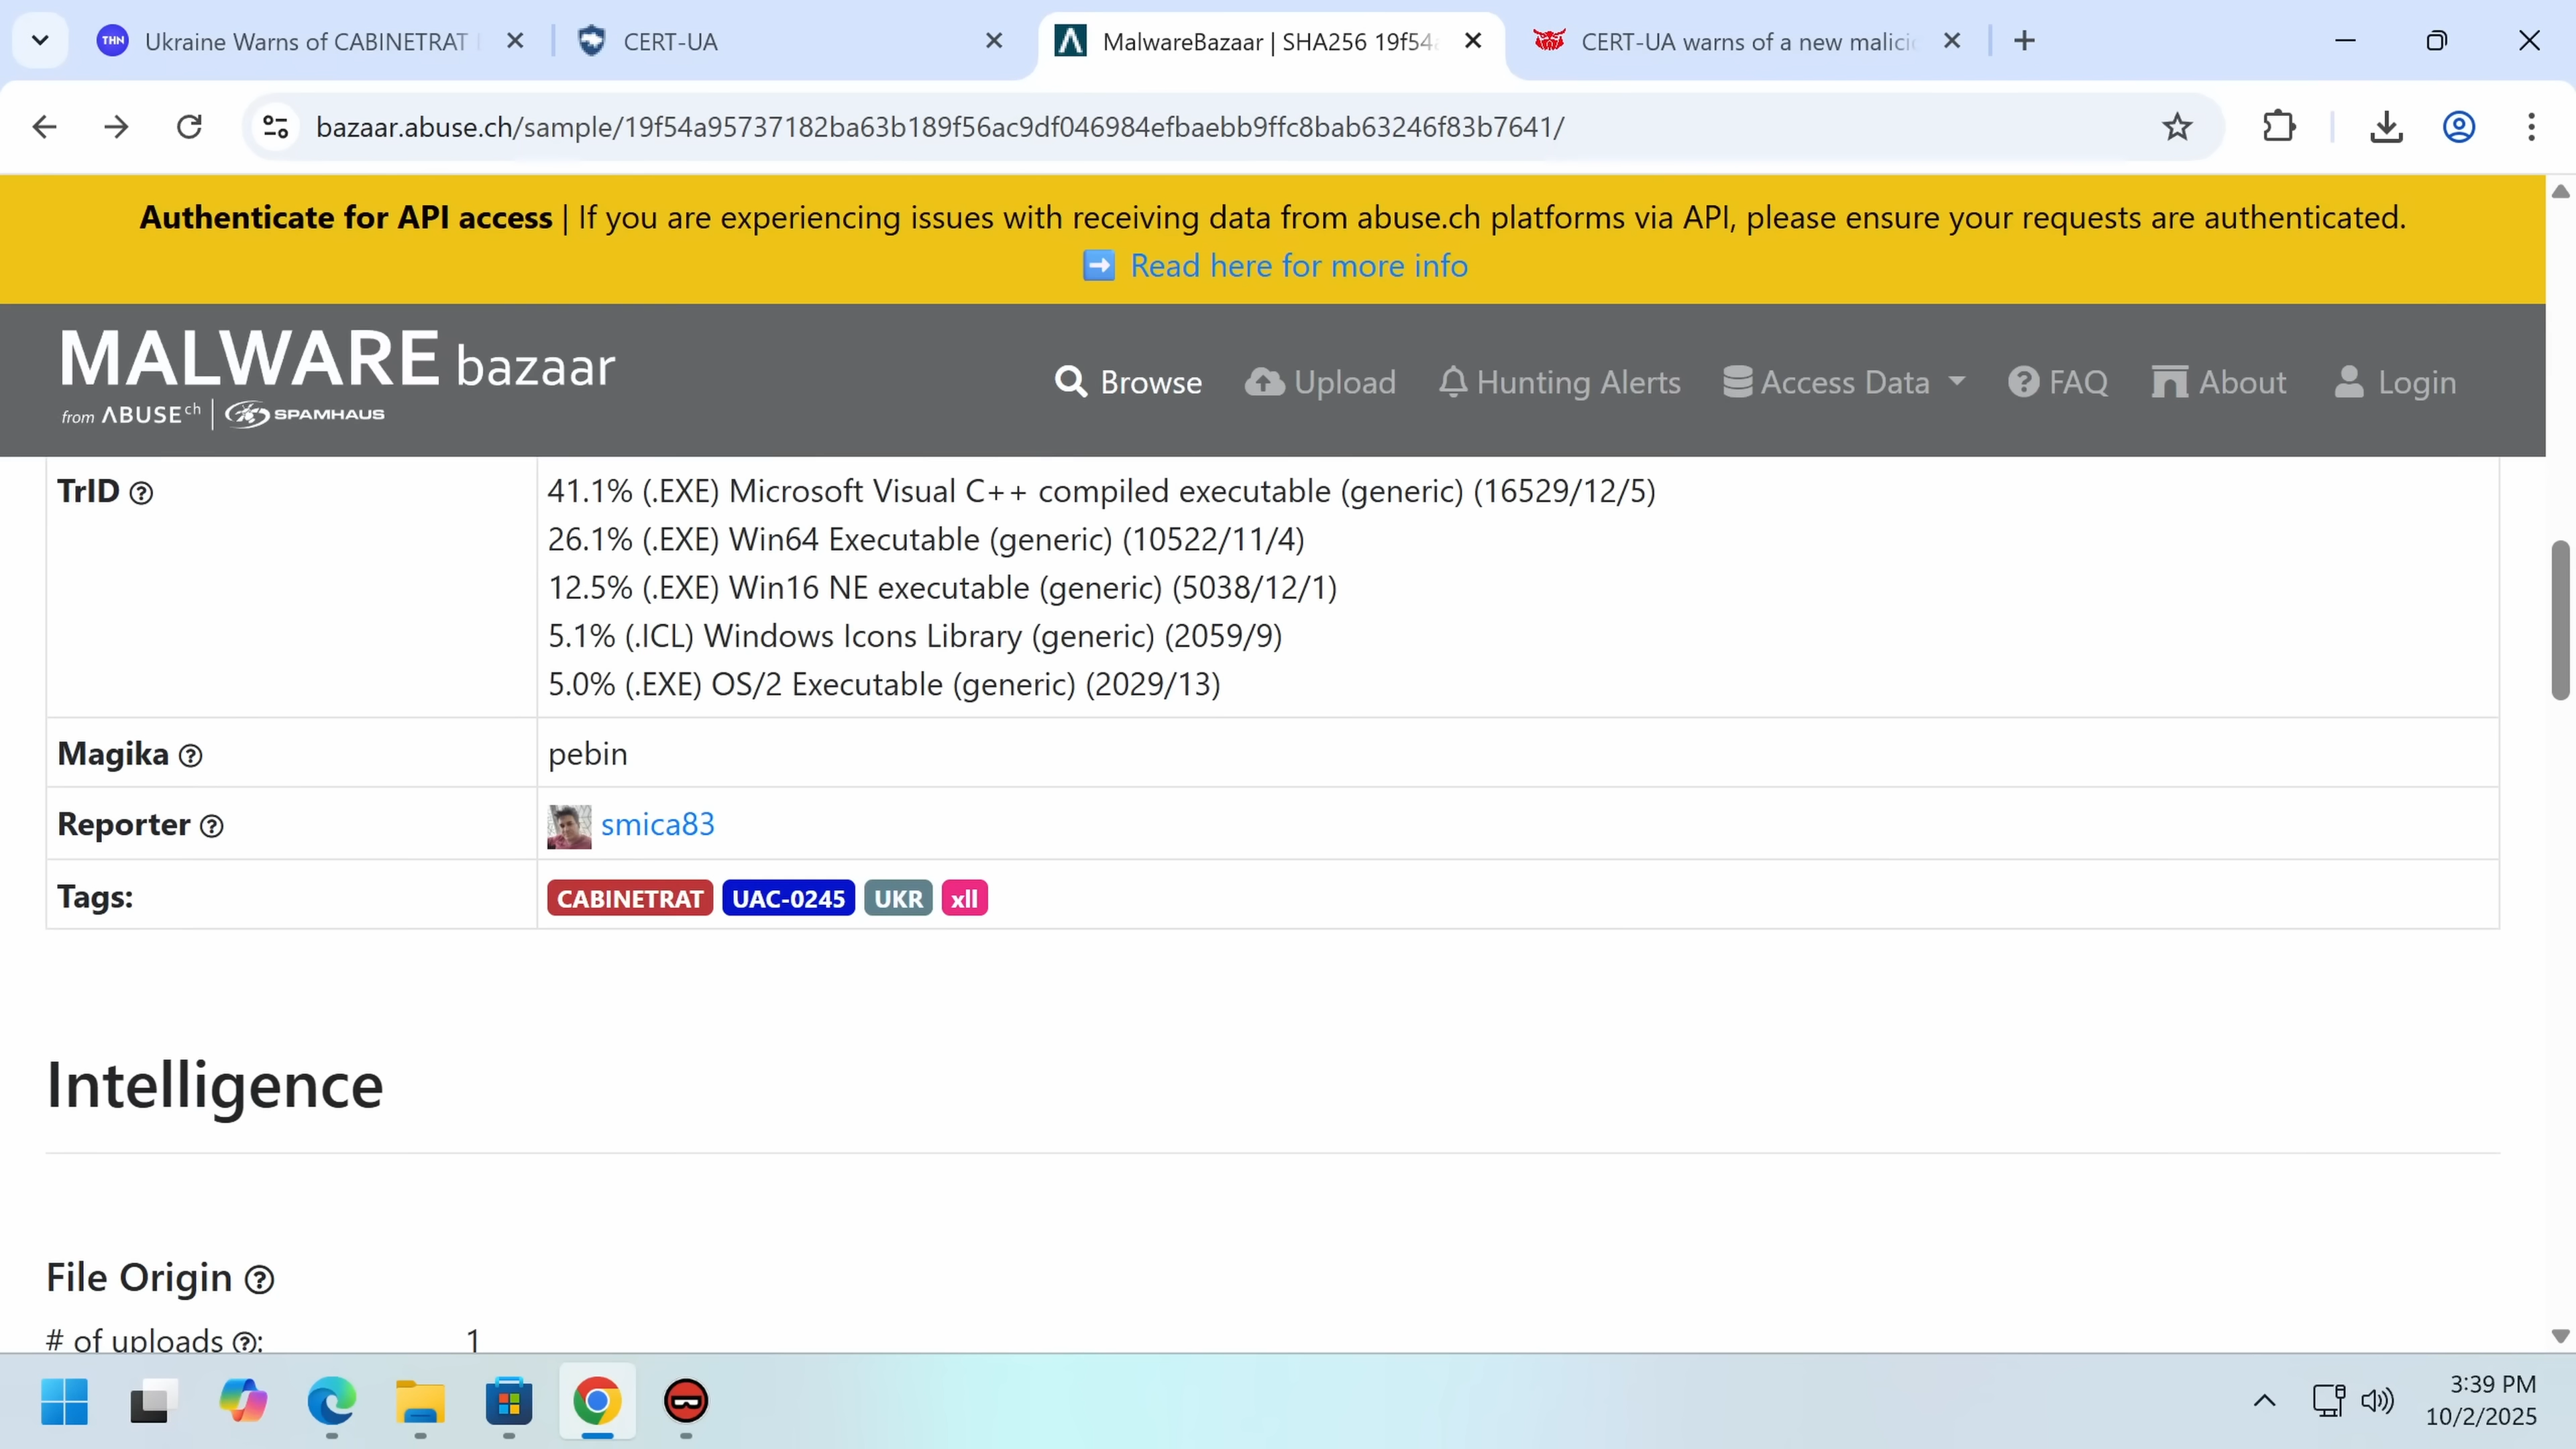 THN Ukraine Warns of CABINETRAT
CERT-UA
MalwareBazaar | SHA256 19f54
CERT-UA warns of a new malici
bazaar.abuse.ch/sample/19f54a95737182ba63b189f56ac9df046984efbaebb9ffc8bab63246f83b7641/
Authenticate for API access | If you are experiencing issues with receiving data from abuse.ch platforms via API, please ensure your requests are authenticated.
Read here for more info
MALWARE bazaar
from ABUSE ch | SPAMHAUS
Browse
Upload
Hunting Alerts
Access Data
FAQ
About
Login
TrID
41.1% (.EXE) Microsoft Visual C++ compiled executable (generic) (16529/12/5)
26.1% (.EXE) Win64 Executable (generic) (10522/11/4)
12.5% (.EXE) Win16 NE executable (generic) (5038/12/1)
5.1% (.ICL) Windows Icons Library (generic) (2059/9)
5.0% (.EXE) OS/2 Executable (generic) (2029/13)
Magika
pebin
Reporter
smica83
Tags:
CABINETRAT UAC-0245 UKR xll
Intelligence
File Origin
# of uploads : 1
3:39 PM
10/2/2025